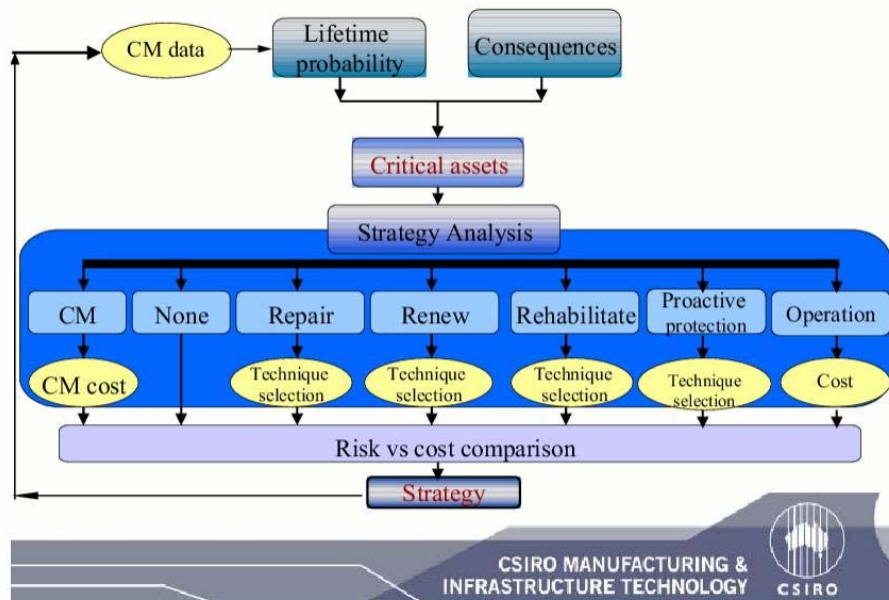 CM data
Lifetime
probability
Consequences
Critical assets
Strategy Analysis
CM
None
Repair
Renew
Rehabilitate
Proactive
protection
Operation
CM cost
Technique
selection
Technique
selection
Technique
selection
Technique
selection
Cost
Risk vs cost comparison
Strategy
CSIRO MANUFACTURING &
INFRASTRUCTURE TECHNOLOGY
CSIRO